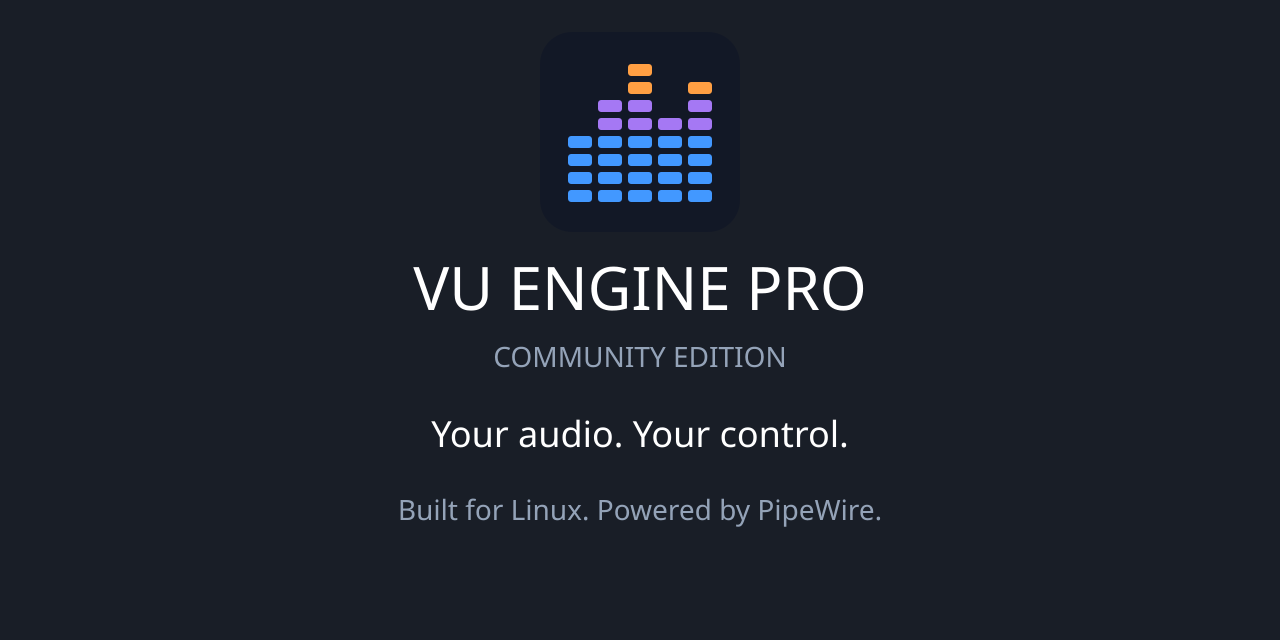 VU ENGINE PRO
COMMUNITY EDITION
Your audio. Your control.
Built for Linux. Powered by PipeWire.